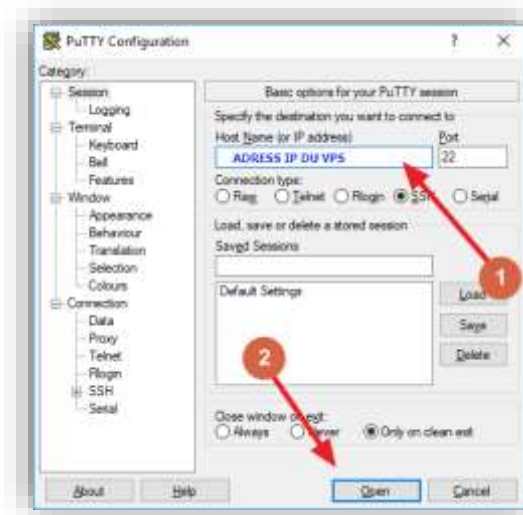 PuTTY Configuration ? ×
Category:
Session
Logging
Terminal
Keyboard
Bell
Features
Window
Appearance
Behaviour
Translation
Selection
Colours
Connection
Data
Proxy
Telnet
Rlogin
SSH
Serial
Basic options for your PuTTY session
Specify the destination you want to connect to
Host Name (or IP address) Port
ADRESS IP DU VPS 22
Connection type:
Raw Telnet Rlogin SSH Serial
Load, save or delete a stored session
Saved Sessions
Default Settings
Load
Save
Delete
1
2
Close window on exit:
Always Never Only on clean exit
About Help Open Cancel